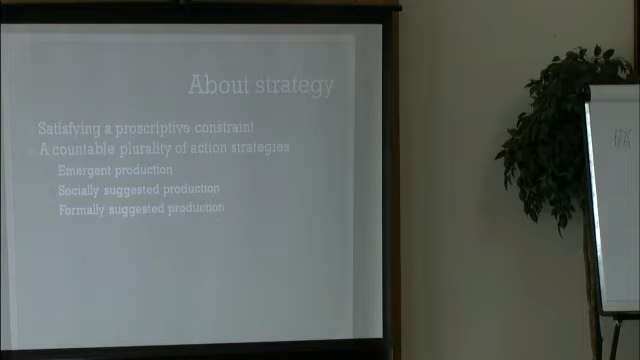 About strategy
Satisfying a proscriptive constraint
A countable plurality of action strategies
Emergent production
Socially suggested production
Formally suggested production